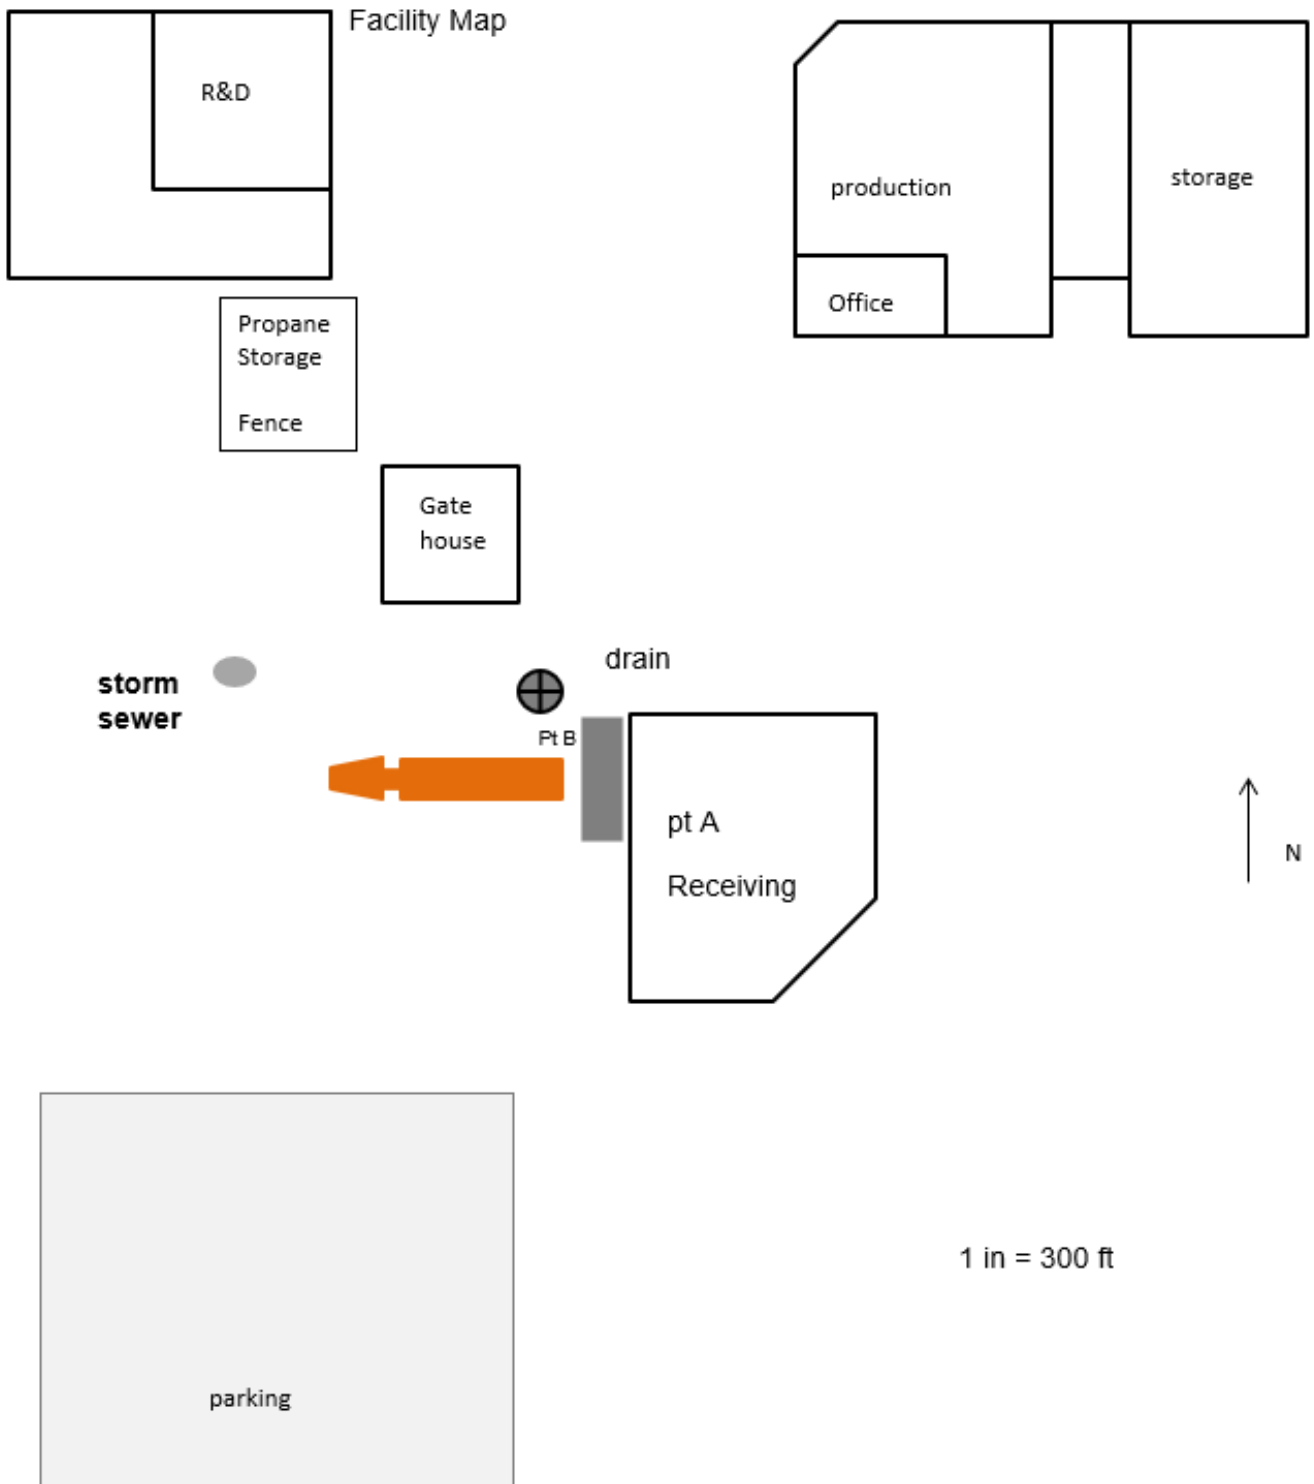 Facility Map
R&D
production
storage
Office
Propane
Storage
Fence
Gate
house
drain
storm
sewer
Pt B
pt A
Receiving
N
1 in = 300 ft
parking